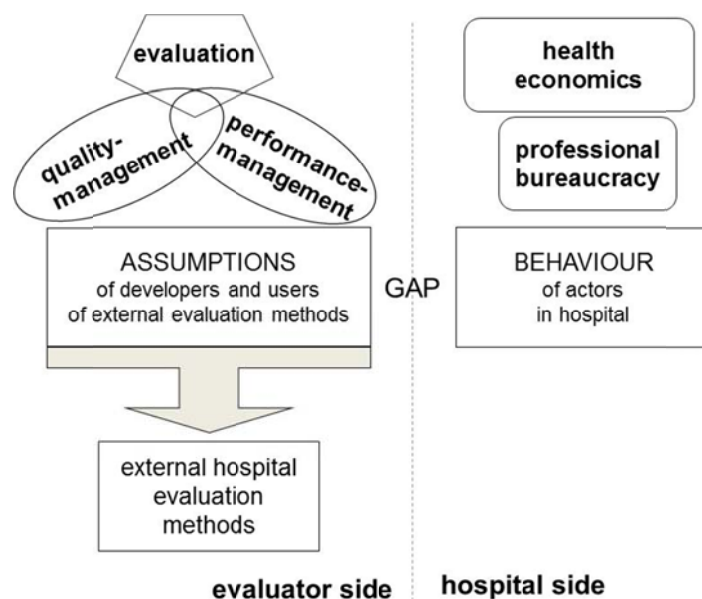 evaluation
quality-
management
performance-
management
health
economics
professional
bureaucracy
ASSUMPTIONS
of developers and users
of external evaluation methods
GAP
BEHAVIOUR
of actors
in hospital
external hospital
evaluation
methods
evaluator side
hospital side